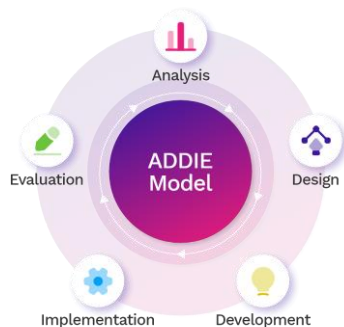 Analysis
ADDIE
Model
Evaluation
Design
Implementation
Development